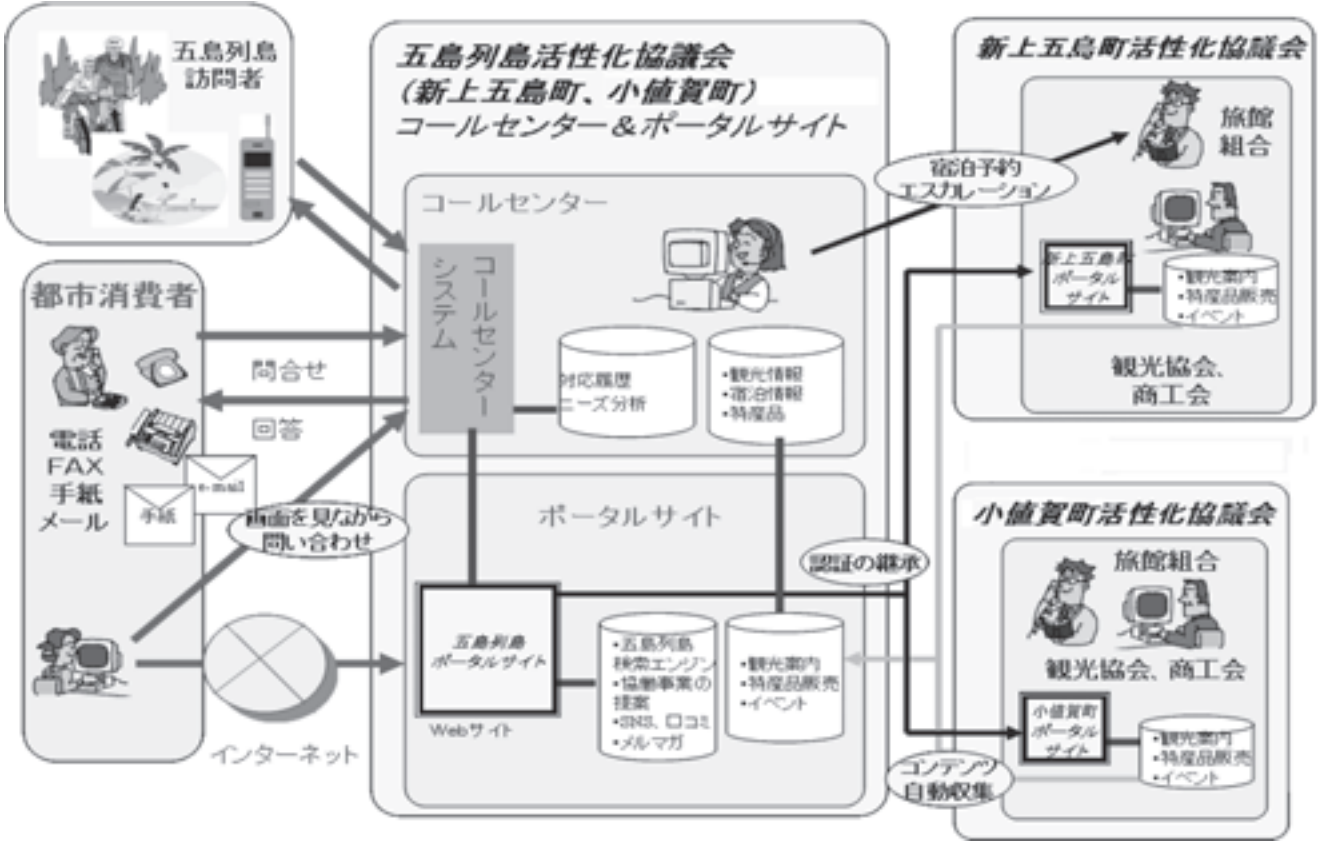 五島列島
訪問者
都市消費者
電話
FAX
手紙
メール
e-mail
手紙
問合せ
回答
画面を見ながら
問い合わせ
インターネット
五島列島活性化協議会
(新上五島町、小値賀町)
コールセンター&ポータルサイト
コールセンター
コールセンター
システム
対応履歴
ニーズ分析
•観光情報
•宿泊情報
•特産品
ポータルサイト
五島列島
ポータルサイト
Webサイト
•五島列島
検索エンジン
•協働事業の
提案
•SNS、口コミ
•メルマガ
•観光案内
•特産品販売
•イベント
宿泊予約
エスカレーション
認証の継承
コンテンツ
自動収集
新上五島町活性化協議会
旅館
組合
新上五島町
ポータル
サイト
•観光案内
•特産品販売
•イベント
観光協会、
商工会
小値賀町活性化協議会
旅館組合
観光協会、商工会
小値賀町
ポータル
サイト
•観光案内
•特産品販売
•イベント